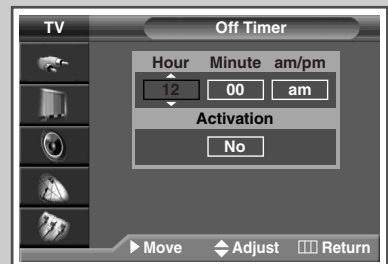 TV Off Timer
Hour Minute am/pm
12 00 am
Activation
No
Move Adjust Return